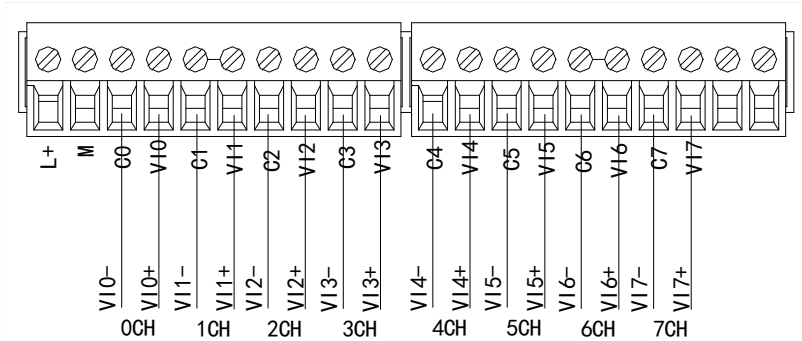 L+ M C0 VI0 C1 VI1 C2 VI2 C3 VI3 C4 VI4 C5 VI5 C6 VI6 C7 VI7
VI0- VI0+ VI1- VI1+ VI2- VI2+ VI3- VI3+ VI4- VI4+ VI5- VI5+ VI6- VI6+ VI7- VI7+
0CH 1CH 2CH 3CH 4CH 5CH 6CH 7CH